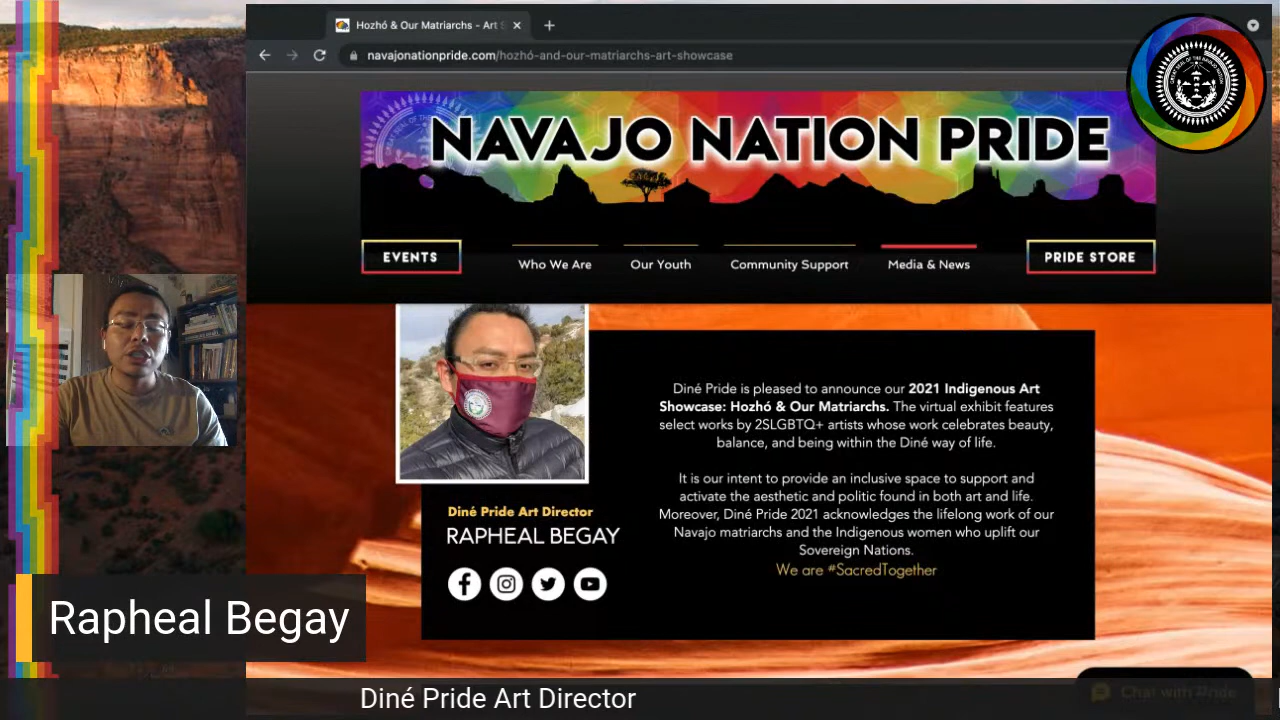 Hozhó & Our Matriarchs - Art
navajonationpride.com/hozhó-and-our-matriarchs-art-showcase
GREAT SEAL OF THE NAVAJO NATION
NAVAJO NATION PRIDE
EVENTS
Who We Are
Our Youth
Community Support
Media & News
PRIDE STORE
Diné Pride is pleased to announce our 2021 Indigenous Art
Showcase: Hozhó & Our Matriarchs. The virtual exhibit features
select works by 2SLGBTQ+ artists whose work celebrates beauty,
balance, and being within the Diné way of life.
It is our intent to provide an inclusive space to support and
activate the aesthetic and politic found in both art and life.
Moreover, Diné Pride 2021 acknowledges the lifelong work of our
Navajo matriarchs and the Indigenous women who uplift our
Sovereign Nations.
We are #SacredTogether
Diné Pride Art Director
RAPHEAL BEGAY
Rapheal Begay
Diné Pride Art Director
Chat with Pride